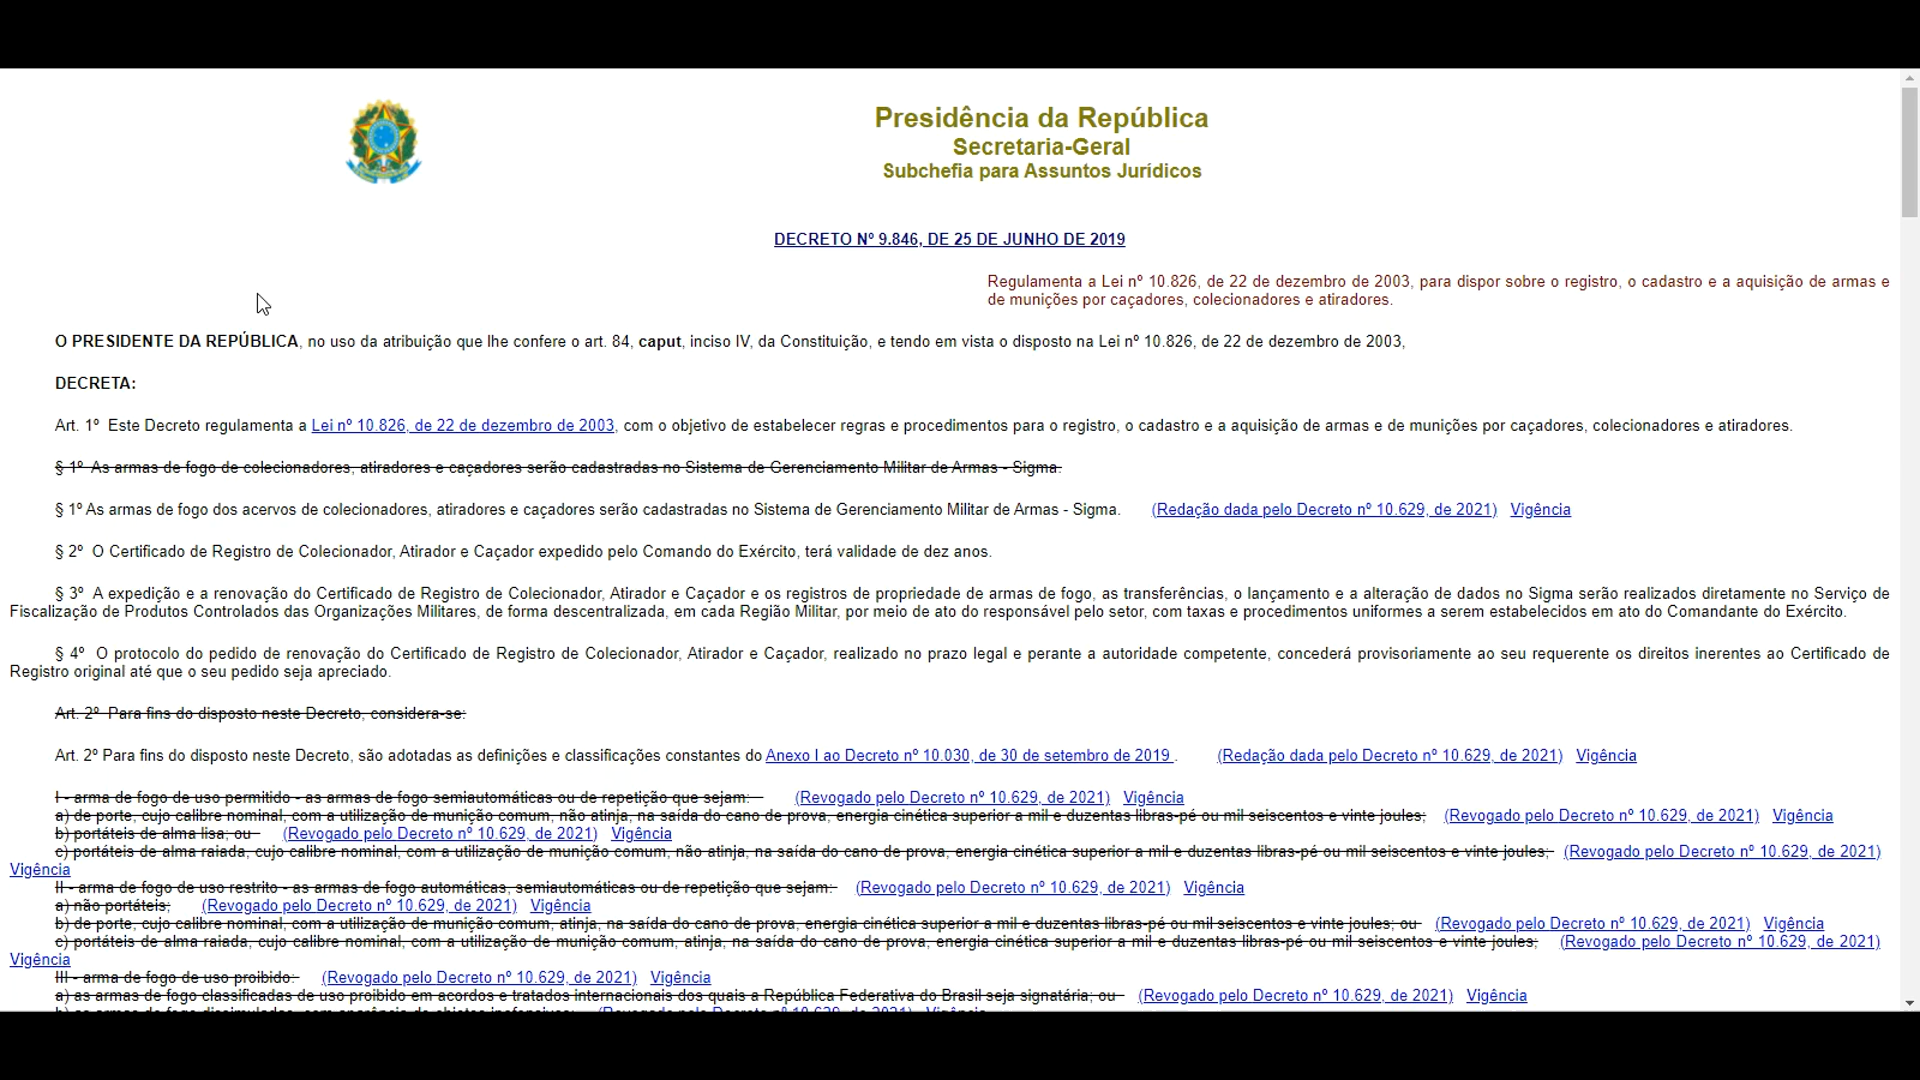 Presidência da República
Secretaria-Geral
Subchefia para Assuntos Jurídicos
DECRETO Nº 9.846, DE 25 DE JUNHO DE 2019
Regulamenta a Lei nº 10.826, de 22 de dezembro de 2003, para dispor sobre o registro, o cadastro e a aquisição de armas e
de munições por caçadores, colecionadores e atiradores.
O PRESIDENTE DA REPÚBLICA, no uso da atribuição que lhe confere o art. 84, caput, inciso IV, da Constituição, e tendo em vista o disposto na Lei nº 10.826, de 22 de dezembro de 2003,
DECRETA:
Art. 1º Este Decreto regulamenta a Lei nº 10.826, de 22 de dezembro de 2003, com o objetivo de estabelecer regras e procedimentos para o registro, o cadastro e a aquisição de armas e de munições por caçadores, colecionadores e atiradores.
§ 1º As armas de fogo de colecionadores, atiradores e caçadores serão cadastradas no Sistema de Gerenciamento Militar de Armas - Sigma.
§ 1º As armas de fogo dos acervos de colecionadores, atiradores e caçadores serão cadastradas no Sistema de Gerenciamento Militar de Armas - Sigma. (Redação dada pelo Decreto nº 10.629, de 2021) Vigência
§ 2º O Certificado de Registro de Colecionador, Atirador e Caçador expedido pelo Comando do Exército, terá validade de dez anos.
§ 3º A expedição e a renovação do Certificado de Registro de Colecionador, Atirador e Caçador e os registros de propriedade de armas de fogo, as transferências, o lançamento e a alteração de dados no Sigma serão realizados diretamente no Serviço de
Fiscalização de Produtos Controlados das Organizações Militares, de forma descentralizada, em cada Região Militar, por meio de ato do responsável pelo setor, com taxas e procedimentos uniformes a serem estabelecidos em ato do Comandante do Exército.
§ 4º O protocolo do pedido de renovação do Certificado de Registro de Colecionador, Atirador e Caçador, realizado no prazo legal e perante a autoridade competente, concederá provisoriamente ao seu requerente os direitos inerentes ao Certificado de
Registro original até que o seu pedido seja apreciado.
Art. 2º Para fins do disposto neste Decreto, considera-se:
Art. 2º Para fins do disposto neste Decreto, são adotadas as definições e classificações constantes do Anexo I ao Decreto nº 10.030, de 30 de setembro de 2019 . (Redação dada pelo Decreto nº 10.629, de 2021) Vigência
I - arma de fogo de uso permitido - as armas de fogo semiautomáticas ou de repetição que sejam: (Revogado pelo Decreto nº 10.629, de 2021) Vigência
a) de porte, cujo calibre nominal, com a utilização de munição comum, não atinja, na saída do cano de prova, energia cinética superior a mil e duzentas libras-pé ou mil seiscentos e vinte joules; (Revogado pelo Decreto nº 10.629, de 2021) Vigência
b) portáteis de alma lisa; ou (Revogado pelo Decreto nº 10.629, de 2021) Vigência
c) portáteis de alma raiada, cujo calibre nominal, com a utilização de munição comum, não atinja, na saída do cano de prova, energia cinética superior a mil e duzentas libras-pé ou mil seiscentos e vinte joules; (Revogado pelo Decreto nº 10.629, de 2021)
Vigência
II - arma de fogo de uso restrito - as armas de fogo automáticas, semiautomáticas ou de repetição que sejam: (Revogado pelo Decreto nº 10.629, de 2021) Vigência
a) não portáteis; (Revogado pelo Decreto nº 10.629, de 2021) Vigência
b) de porte, cujo calibre nominal, com a utilização de munição comum, atinja, na saída do cano de prova, energia cinética superior a mil e duzentas libras-pé ou mil seiscentos e vinte joules; ou (Revogado pelo Decreto nº 10.629, de 2021) Vigência
c) portáteis de alma raiada, cujo calibre nominal, com a utilização de munição comum, atinja, na saída do cano de prova, energia cinética superior a mil e duzentas libras-pé ou mil seiscentos e vinte joules; (Revogado pelo Decreto nº 10.629, de 2021)
Vigência
III - arma de fogo de uso proibido: (Revogado pelo Decreto nº 10.629, de 2021) Vigência
a) as armas de fogo classificadas de uso proibido em acordos e tratados internacionais dos quais a República Federativa do Brasil seja signatária; ou (Revogado pelo Decreto nº 10.629, de 2021) Vigência